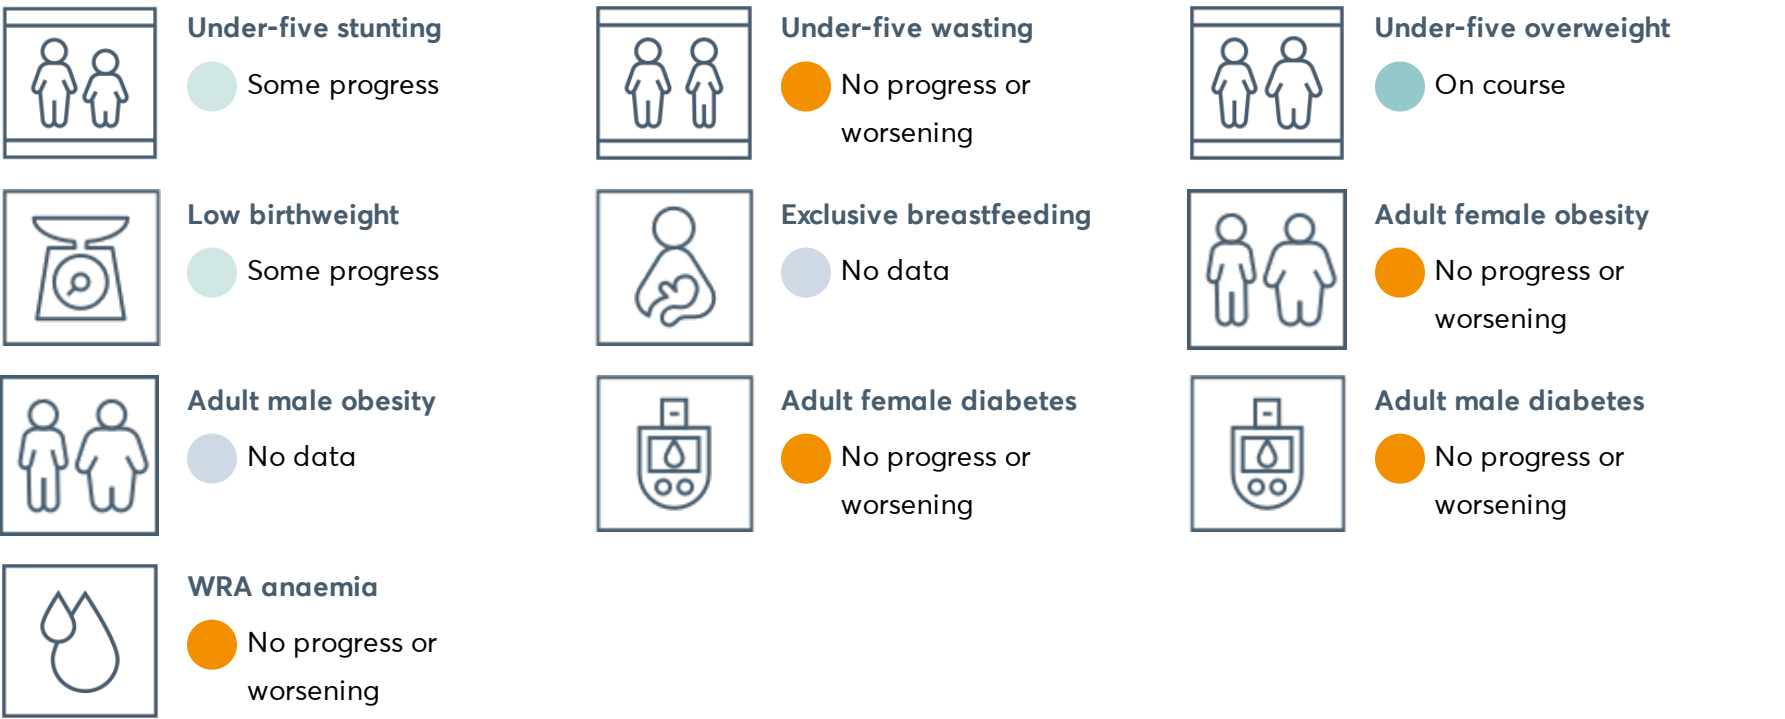 Under-five stunting
Some progress
Under-five wasting
No progress or
worsening
Under-five overweight
On course
Low birthweight
Some progress
Exclusive breastfeeding
No data
Adult female obesity
No progress or
worsening
Adult male obesity
No data
Adult female diabetes
No progress or
worsening
Adult male diabetes
No progress or
worsening
WRA anaemia
No progress or
worsening